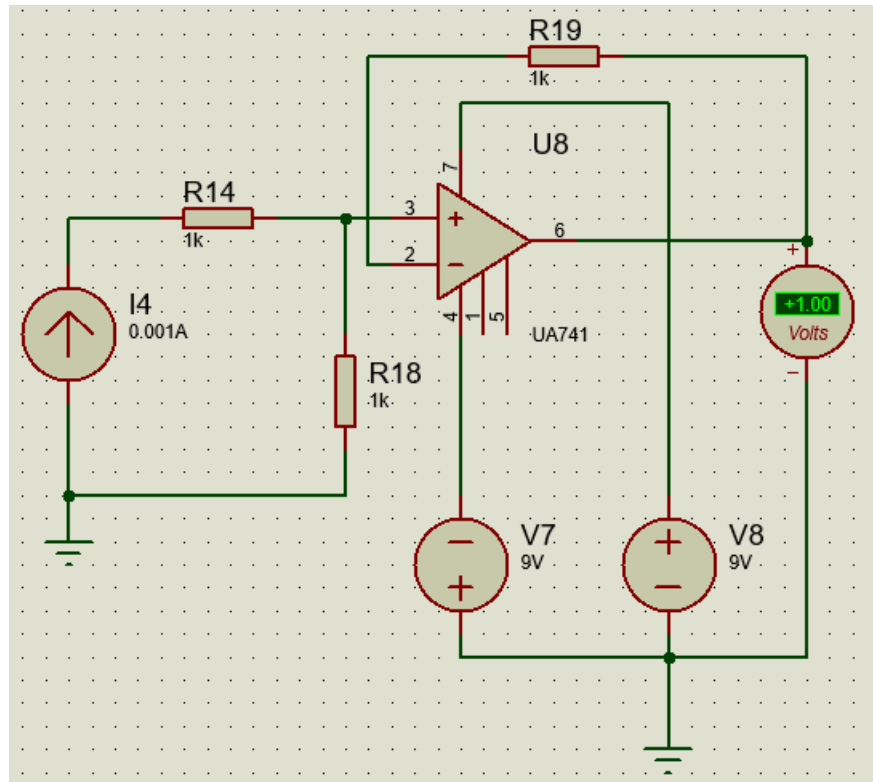 R19
1k
U8
7
R14
1k
3
+
6
2
−
+
+1.00
Volts
−
I4
0.001A
4
1
5
UA741
R18
1k
−
+
V7
9V
+
−
V8
9V